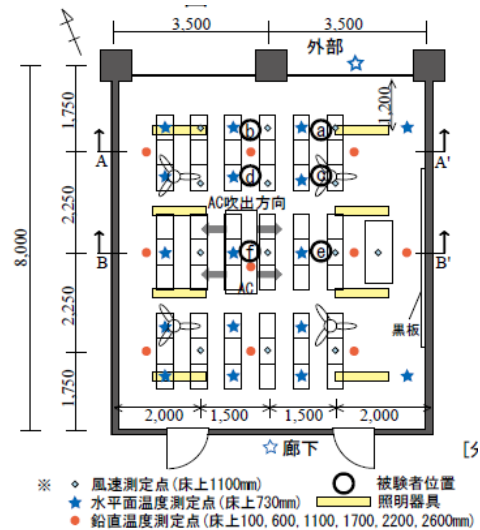 3,500
3,500
外部
1,200
1,750
2,250
2,250
1,750
8,000
A
A'
B
B'
b
a
d
c
AC吹出方向
f
e
AC
黒板
2,000
1,500
1,500
2,000
☆ 廊下
※ 風速測定点(床上1100mm)
被験者位置
水平面温度測定点(床上730mm)
照明器具
鉛直温度測定点(床上100, 600, 1100, 1700, 2200, 2600mm)